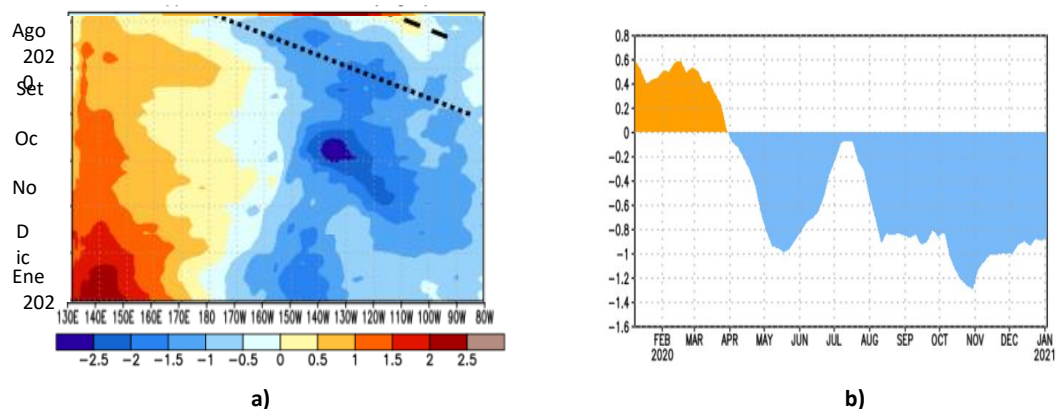 Ago
202
0
Set
Oc
No
D
ic
Ene
202
130E 140E 150E 160E 170E 180 170W 160W 150W 140W 130W 120W 110W 100W 90W 80W
-2.5 -2 -1.5 -1 -0.5 0 0.5 1 1.5 2 2.5
a)
0.8
0.6
0.4
0.2
0
-0.2
-0.4
-0.6
-0.8
-1
-1.2
-1.4
-1.6
FEB MAR APR MAY JUN JUL AUG SEP OCT NOV DEC JAN
2020 2021
b)